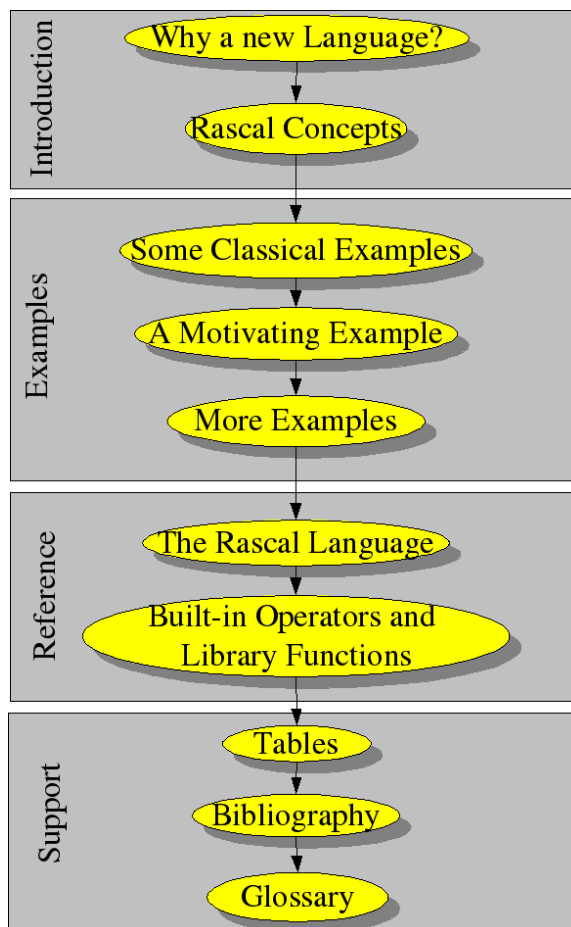 Introduction
Why a new Language?
Rascal Concepts
Examples
Some Classical Examples
A Motivating Example
More Examples
Reference
The Rascal Language
Built-in Operators and
Library Functions
Support
Tables
Bibliography
Glossary